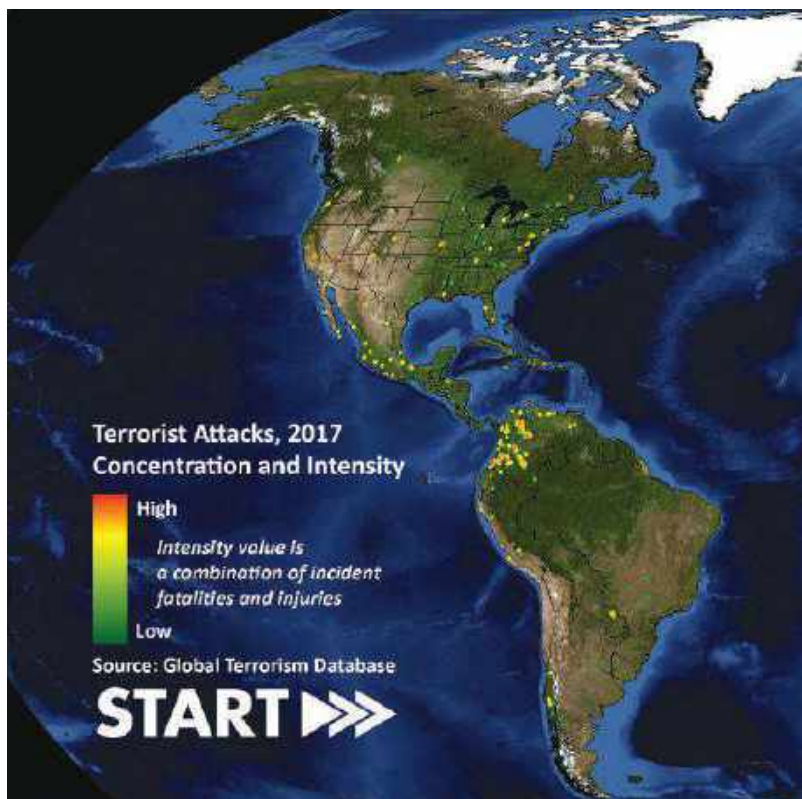 Terrorist Attacks, 2017
Concentration and Intensity
High
Intensity value is
a combination of incident
fatalities and injuries
Low
Source: Global Terrorism Database
START